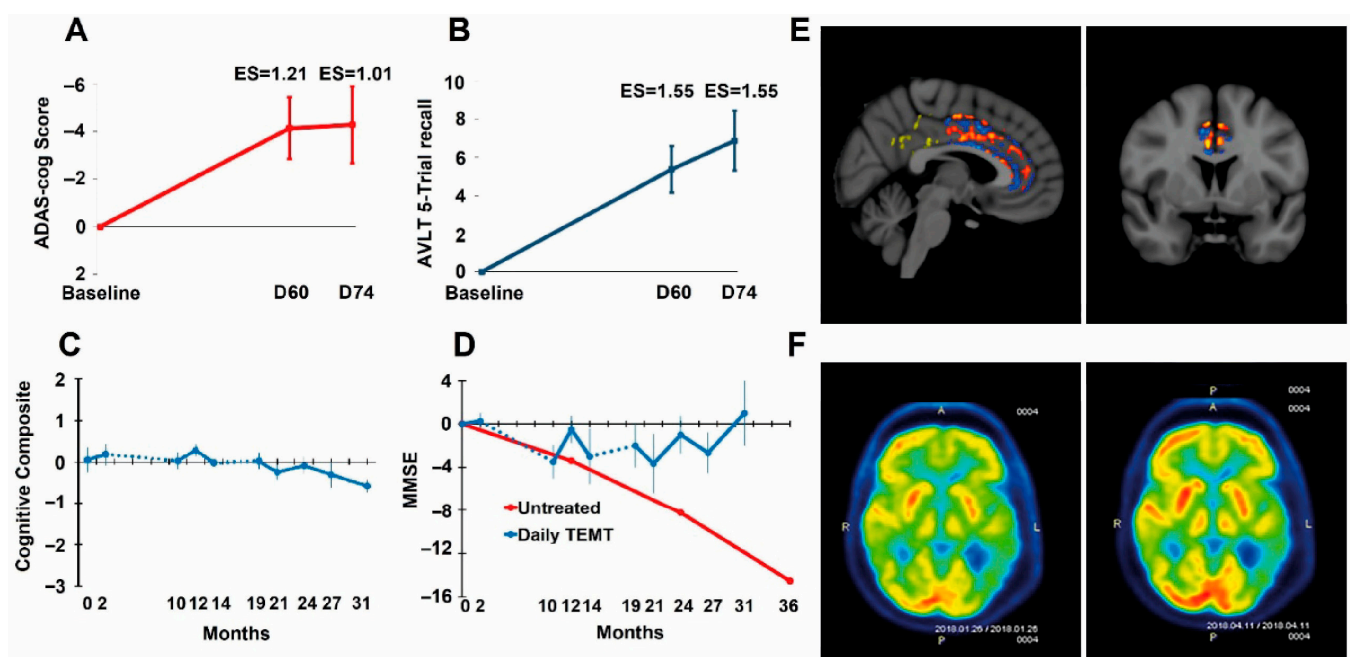 A
ES=1.21 ES=1.01
ADAS-cog Score
−6
−4
−2
0
2
Baseline D60 D74
B
ES=1.55 ES=1.55
AVLT 5-Trial recall
10
8
6
4
2
0
Baseline D60 D74
C
Cognitive Composite
2
1
0
−1
−2
−3
0 2 10 12 14 19 21 24 27 31
Months
D
MMSE
4
0
−4
−8
−12
−16
Untreated
Daily TEMT
0 2 10 12 14 19 21 24 27 31 36
Months
E
F
A
0004
R
L
2018.01.26 / 2018.01.26
P
0004
P
0004
A
0004
R
L
2018.04.11 / 2018.04.11
P
0004